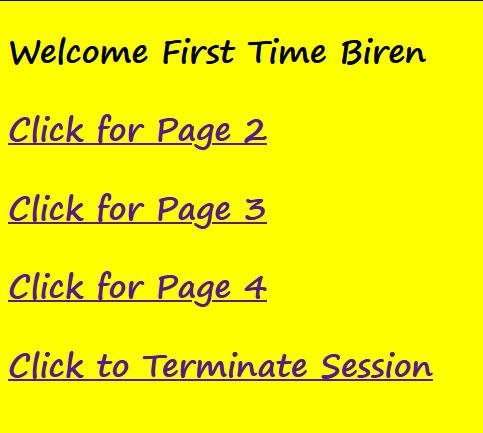 Welcome First Time Biren
Click for Page 2
Click for Page 3
Click for Page 4
Click to Terminate Session